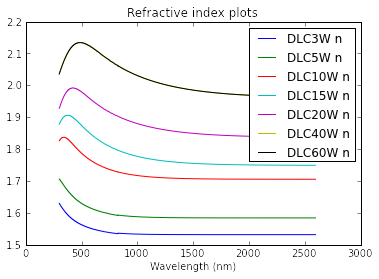 Refractive index plots
2.2
2.1
2.0
1.9
1.8
1.7
1.6
1.5
DLC3W n
DLC5W n
DLC10W n
DLC15W n
DLC20W n
DLC40W n
DLC60W n
0 500 1000 1500 2000 2500 3000
Wavelength (nm)